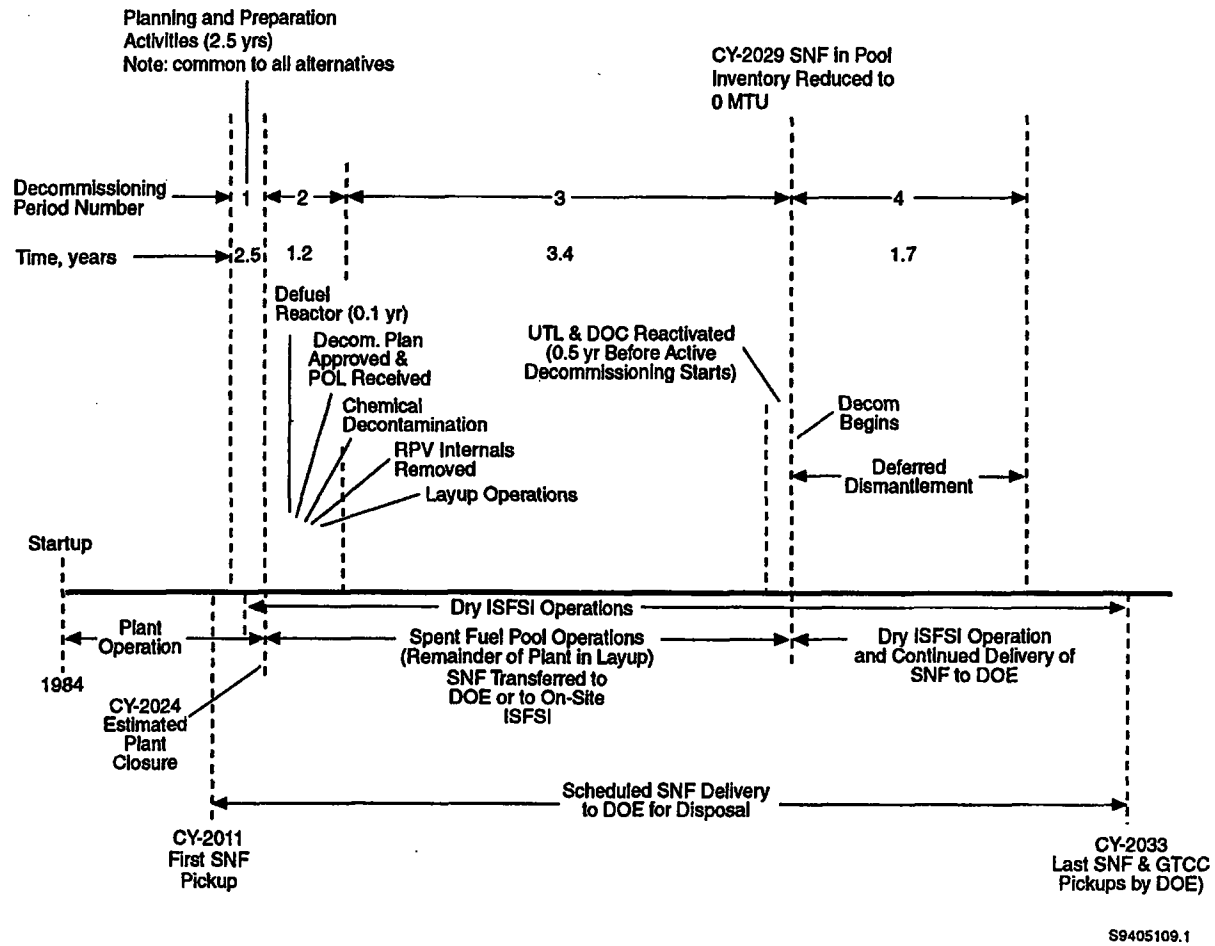 Planning and Preparation
Activities (2.5 yrs)
Note: common to all alternatives
CY-2029 SNF in Pool
Inventory Reduced to
0 MTU
Decommissioning
Period Number
1
2
3
4
Time, years
2.5
1.2
3.4
1.7
Defuel
Reactor (0.1 yr)
Decom. Plan
Approved &
POL Received
Chemical
Decontamination
RPV Internals
Removed
Layup Operations
UTL & DOC Reactivated
(0.5 yr Before Active
Decommissioning Starts)
Decom
Begins
Deferred
Dismantlement
Startup
Dry ISFSI Operations
Plant
Operation
Spent Fuel Pool Operations
(Remainder of Plant in Layup)
SNF Transferred to
DOE or to On-Site
ISFSI
Dry ISFSI Operation
and Continued Delivery of
SNF to DOE
1984
CY-2024
Estimated
Plant
Closure
Scheduled SNF Delivery
to DOE for Disposal
CY-2011
First SNF
Pickup
CY-2033
Last SNF & GTCC
Pickups by DOE)
S9405109.1